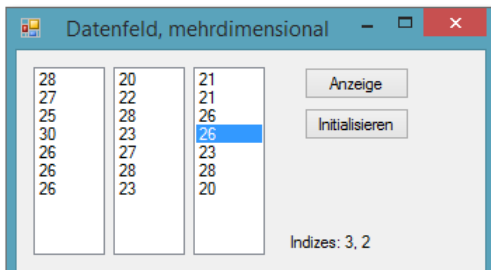 Datenfeld, mehrdimensional
28 20 21 Anzeige
27 22 21
25 28 26 Initialisieren
30 23 26
26 27 23
26 28 28
26 23 20
Indizes: 3, 2